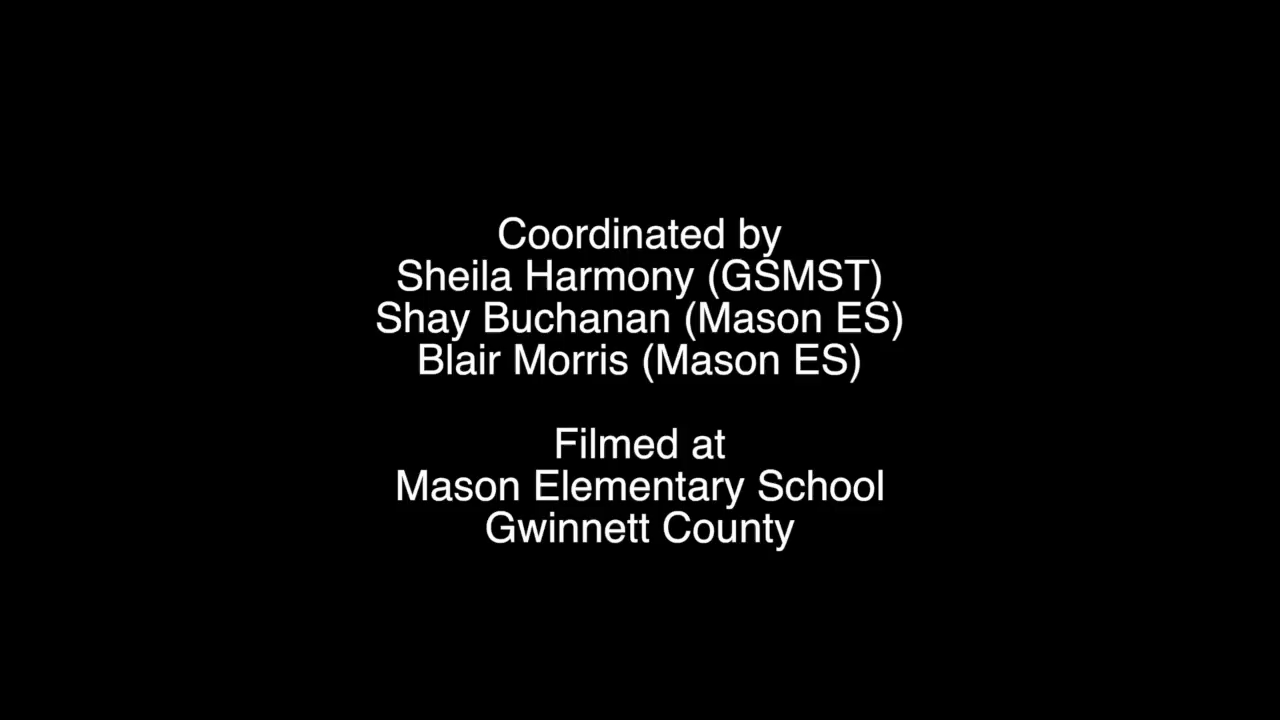 Coordinated by
Sheila Harmony (GSMST)
Shay Buchanan (Mason ES)
Blair Morris (Mason ES)
Filmed at
Mason Elementary School
Gwinnett County